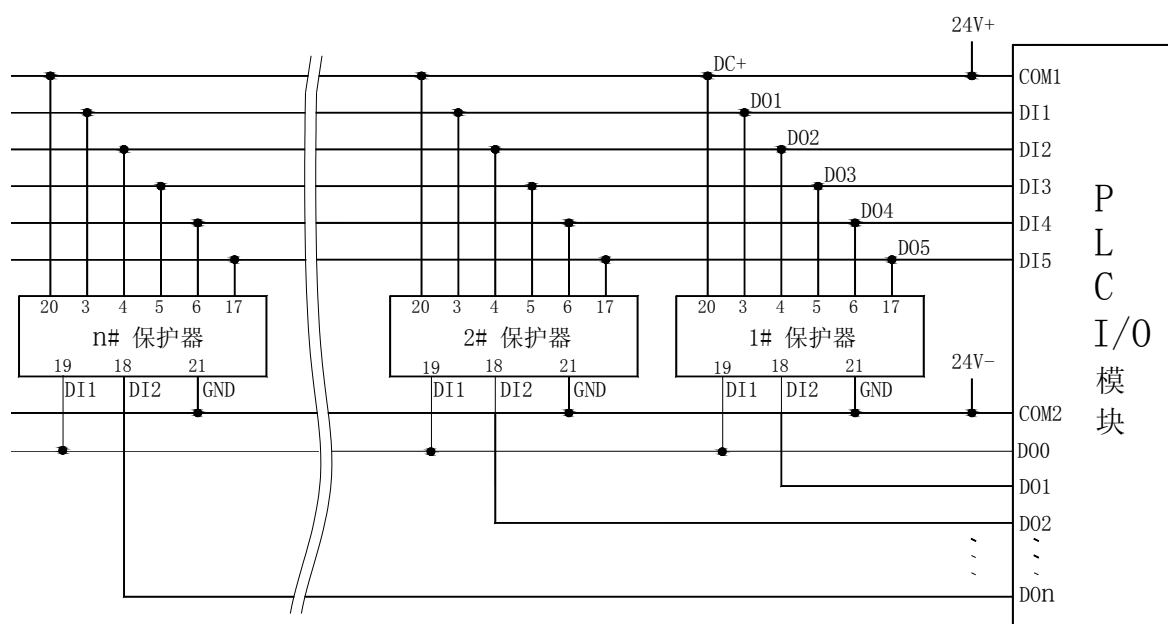 24V+
DC+
COM1
DO1
DI1
DO2
DI2
DO3
DI3
DO4
DI4
DO5
DI5
20 3 4 5 6 17
20 3 4 5 6 17
20 3 4 5 6 17
n# 保护器
2# 保护器
1# 保护器
19 18 21
19 18 21
19 18 21
24V-
DI1 DI2 GND
DI1 DI2 GND
DI1 DI2 GND
COM2
DO0
DO1
DO2
DOn
PLC I/O 模块